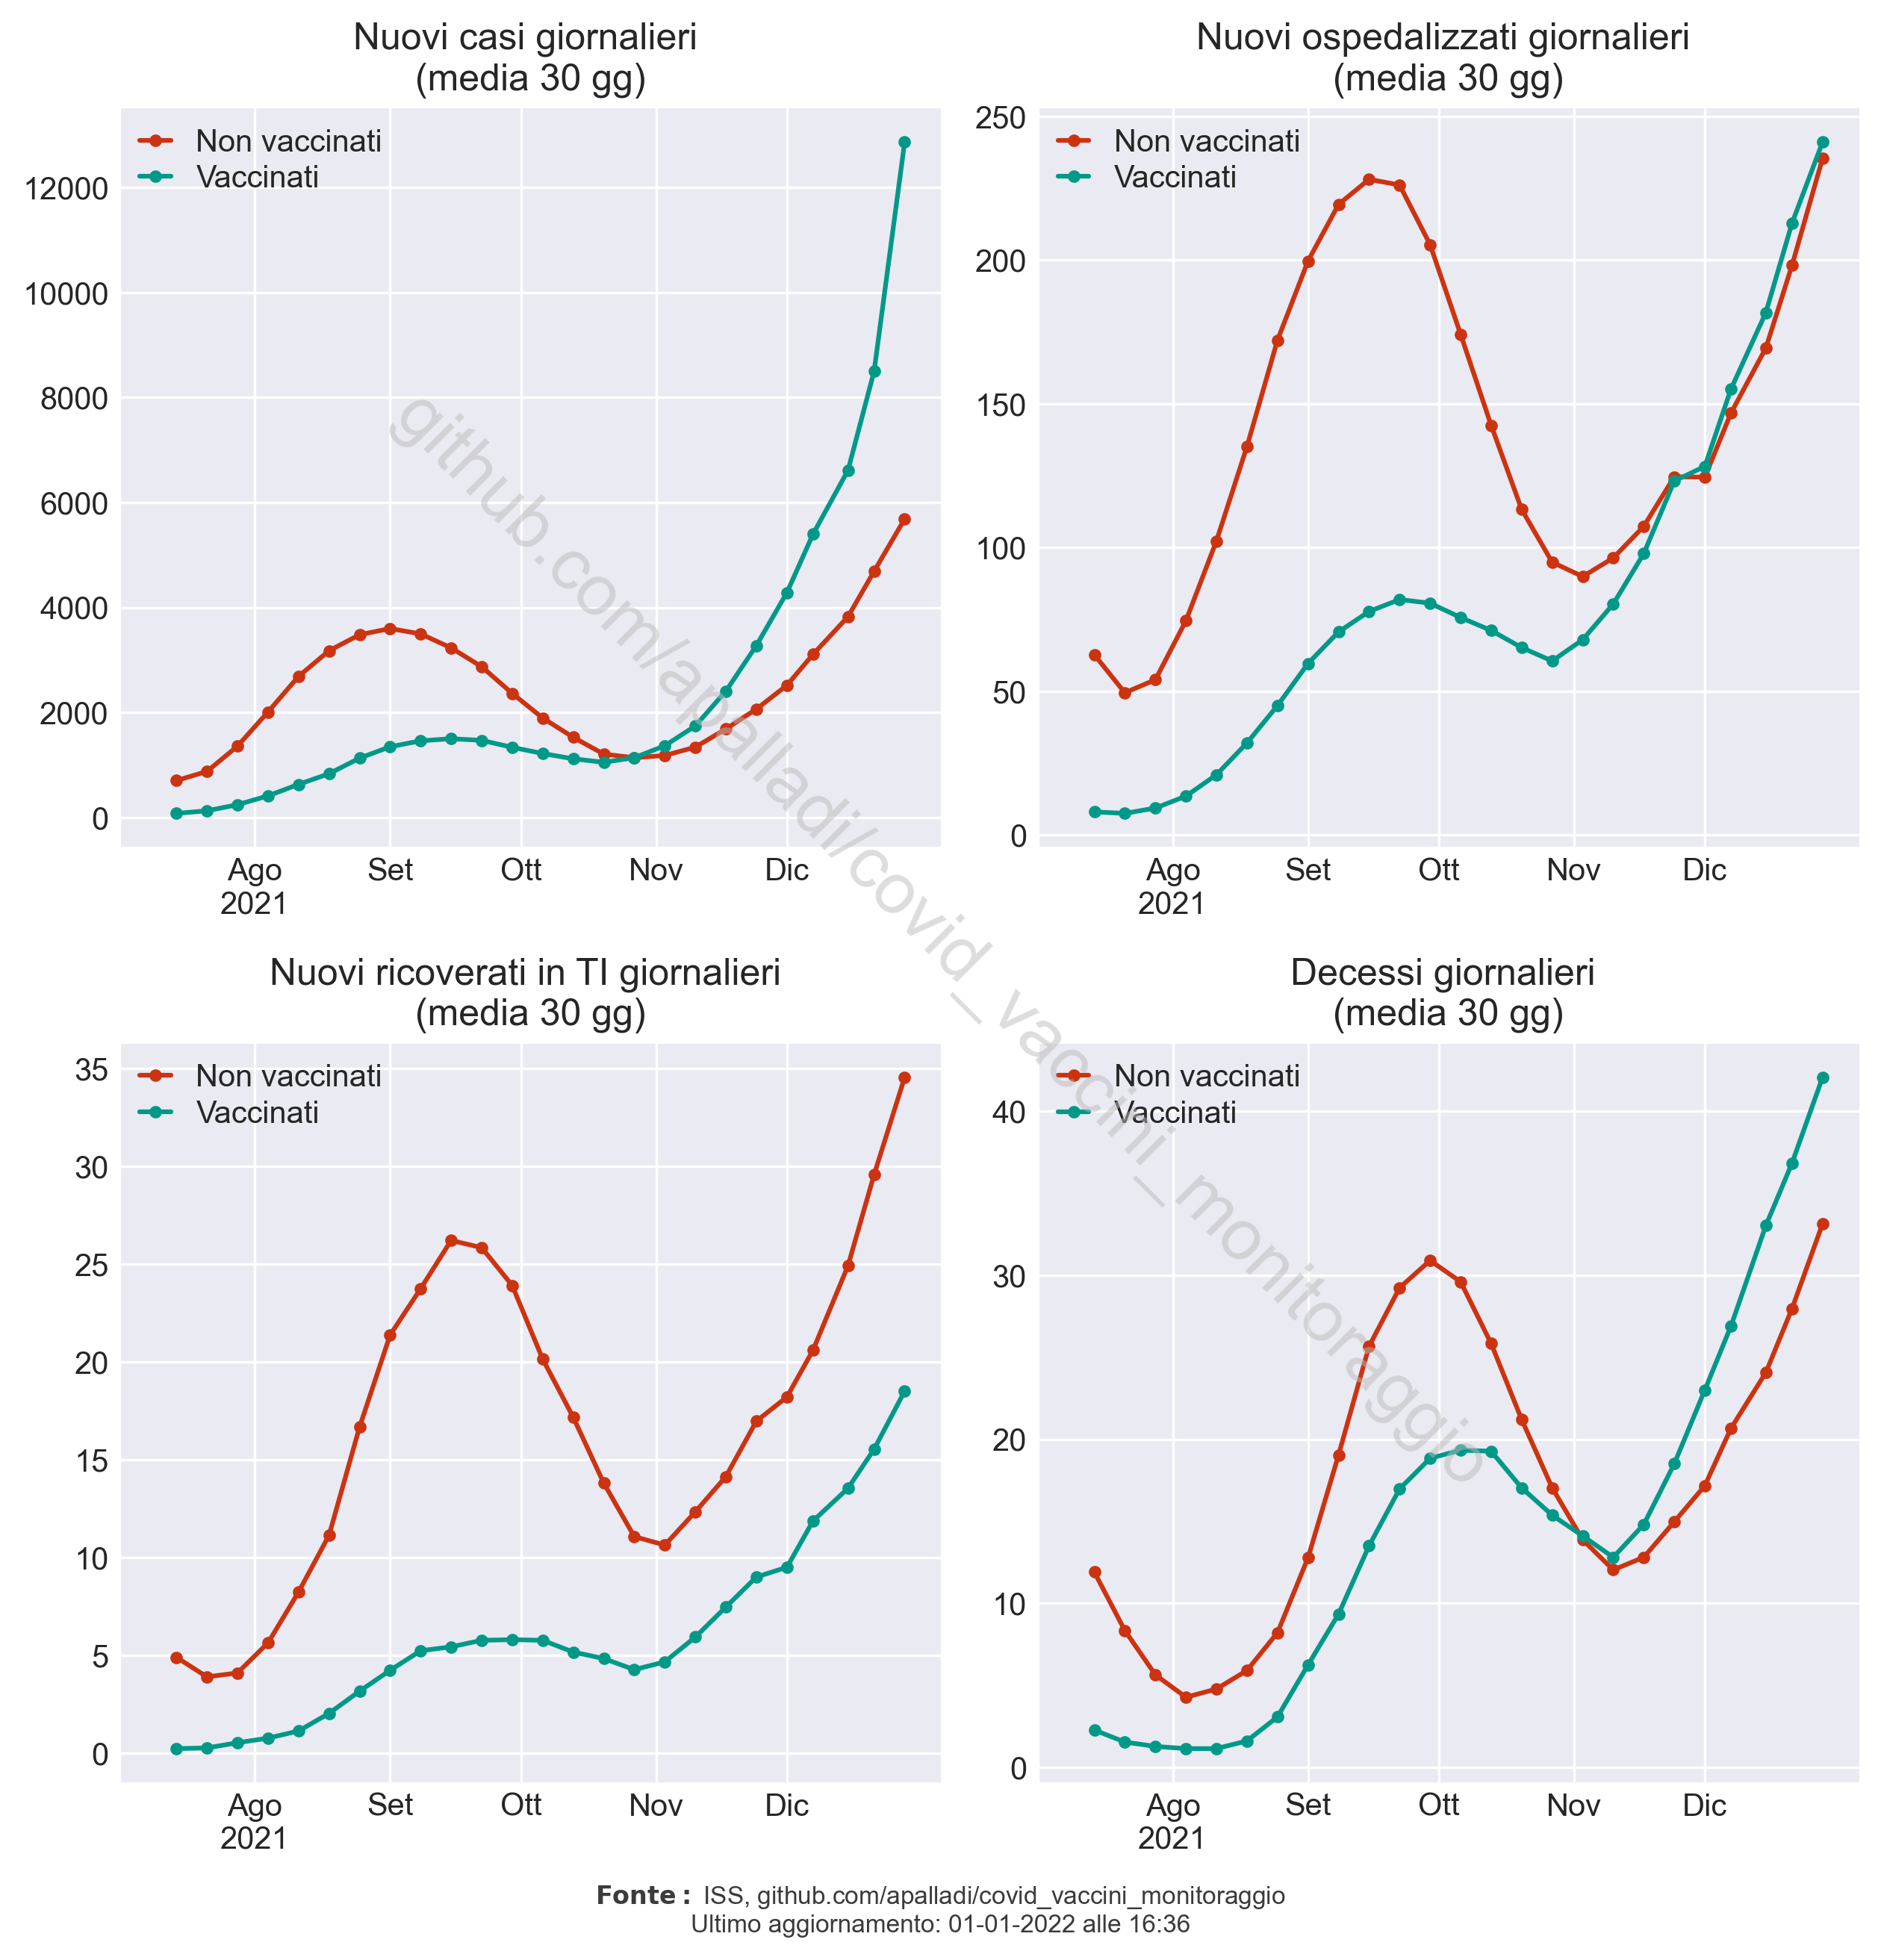 Nuovi casi giornalieri
(media 30 gg)
Non vaccinati
Vaccinati
12000
10000
8000
6000
4000
2000
0
Ago
2021
Set
Ott
Nov
Dic
Nuovi ospedalizzati giornalieri
(media 30 gg)
Non vaccinati
Vaccinati
250
200
150
100
50
0
Ago
2021
Set
Ott
Nov
Dic
Nuovi ricoverati in TI giornalieri
(media 30 gg)
Non vaccinati
Vaccinati
35
30
25
20
15
10
5
0
Ago
2021
Set
Ott
Nov
Dic
Decessi giornalieri
(media 30 gg)
Non vaccinati
Vaccinati
40
30
20
10
0
Ago
2021
Set
Ott
Nov
Dic
github.com/apalladi/covid_vaccini_monitoraggio
Fonte: ISS, github.com/apalladi/covid_vaccini_monitoraggio
Ultimo aggiornamento: 01-01-2022 alle 16:36